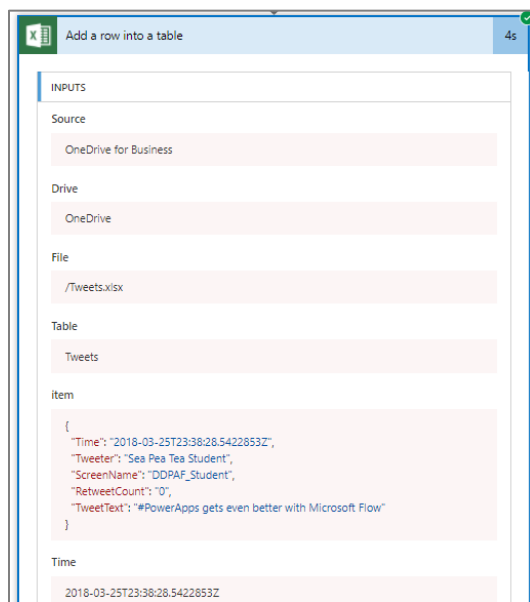 Add a row into a table
4s
INPUTS
Source
OneDrive for Business
Drive
OneDrive
File
/Tweets.xlsx
Table
Tweets
item
{
"Time": "2018-03-25T23:38:28.5422853Z",
"Tweeter": "Sea Pea Tea Student",
"ScreenName": "DDPAF_Student",
"RetweetCount": "0",
"TweetText": "#PowerApps gets even better with Microsoft Flow"
}
Time
2018-03-25T23:38:28.5422853Z